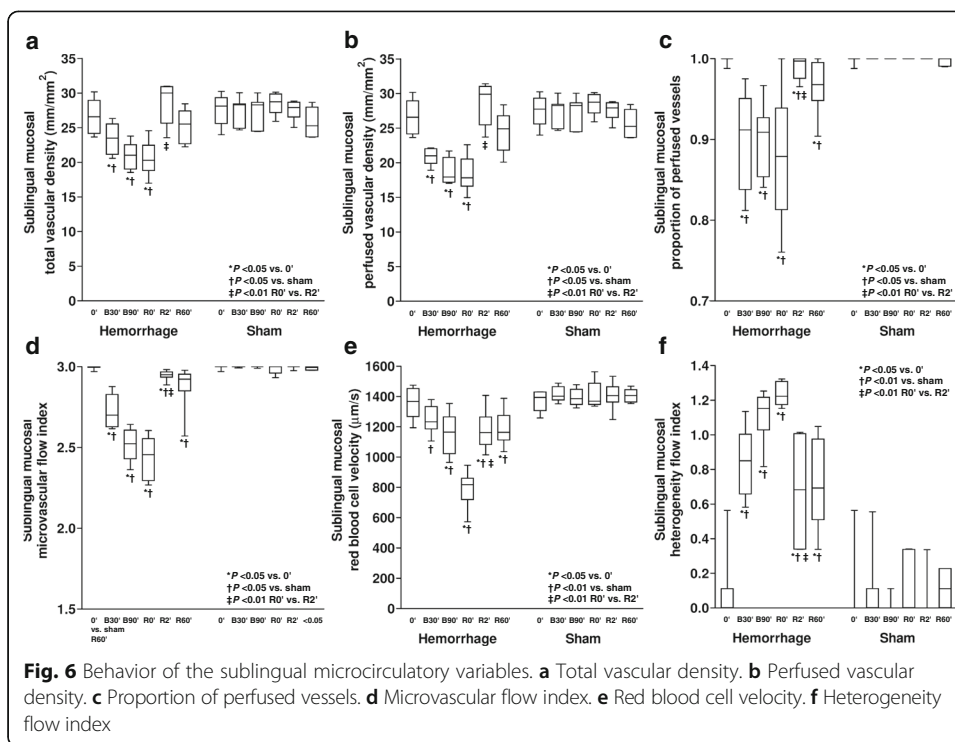 a
Sublingual mucosal
total vascular density (mm/mm²)
35
30
25
20
15
10
5
0
*†
*†
*†
‡
*P <0.05 vs. 0'
†P <0.05 vs. sham
‡P <0.01 R0' vs. R2'
0' B30' B90' R0' R2' R60' 0' B30' B90' R0' R2' R60'
Hemorrhage Sham
b
Sublingual mucosal
perfused vascular density (mm/mm²)
35
30
25
20
15
10
5
0
*†
*†
*†
‡
*P <0.05 vs. 0'
†P <0.05 vs. sham
‡P <0.01 R0' vs. R2'
0' B30' B90' R0' R2' R60' 0' B30' B90' R0' R2' R60'
Hemorrhage Sham
c
Sublingual mucosal
proportion of perfused vessels
1.0
0.9
0.8
0.7
*†
*†
*†
*†‡
*†
*P <0.05 vs. 0'
†P <0.05 vs. sham
‡P <0.01 R0' vs. R2'
0' B30' B90' R0' R2' R60' 0' B30' B90' R0' R2' R60'
Hemorrhage Sham
d
Sublingual mucosal
microvascular flow index
3.0
2.5
2.0
1.5
*†
*†
*†
*†‡
*†
*P <0.05 vs. 0'
†P <0.05 vs. sham
‡P <0.01 R0' vs. R2'
0' B30' B90' R0' R2' R60' 0' B30' B90' R0' R2' <0.05
vs. sham
R60'
e
Sublingual mucosal
red blood cell velocity (µm/s)
1600
1400
1200
1000
800
600
400
200
0
†
*†
*†
*†‡
*†
*P <0.05 vs. 0'
†P <0.01 vs. sham
‡P <0.01 R0' vs. R2'
0' B30' B90' R0' R2' R60' 0' B30' B90' R0' R2' R60'
Hemorrhage Sham
f
Sublingual mucosal
heterogeneity flow index
1.4
1.2
1.0
0.8
0.6
0.4
0.2
0.0
*†
*†
*†
*†‡
*†
*P <0.05 vs. 0'
†P <0.01 vs. sham
‡P <0.01 R0' vs. R2'
0' B30' B90' R0' R2' R60' 0' B30' B90' R0' R2' R60'
Hemorrhage Sham
Fig. 6 Behavior of the sublingual microcirculatory variables. a Total vascular density. b Perfused vascular
density. c Proportion of perfused vessels. d Microvascular flow index. e Red blood cell velocity. f Heterogeneity
flow index